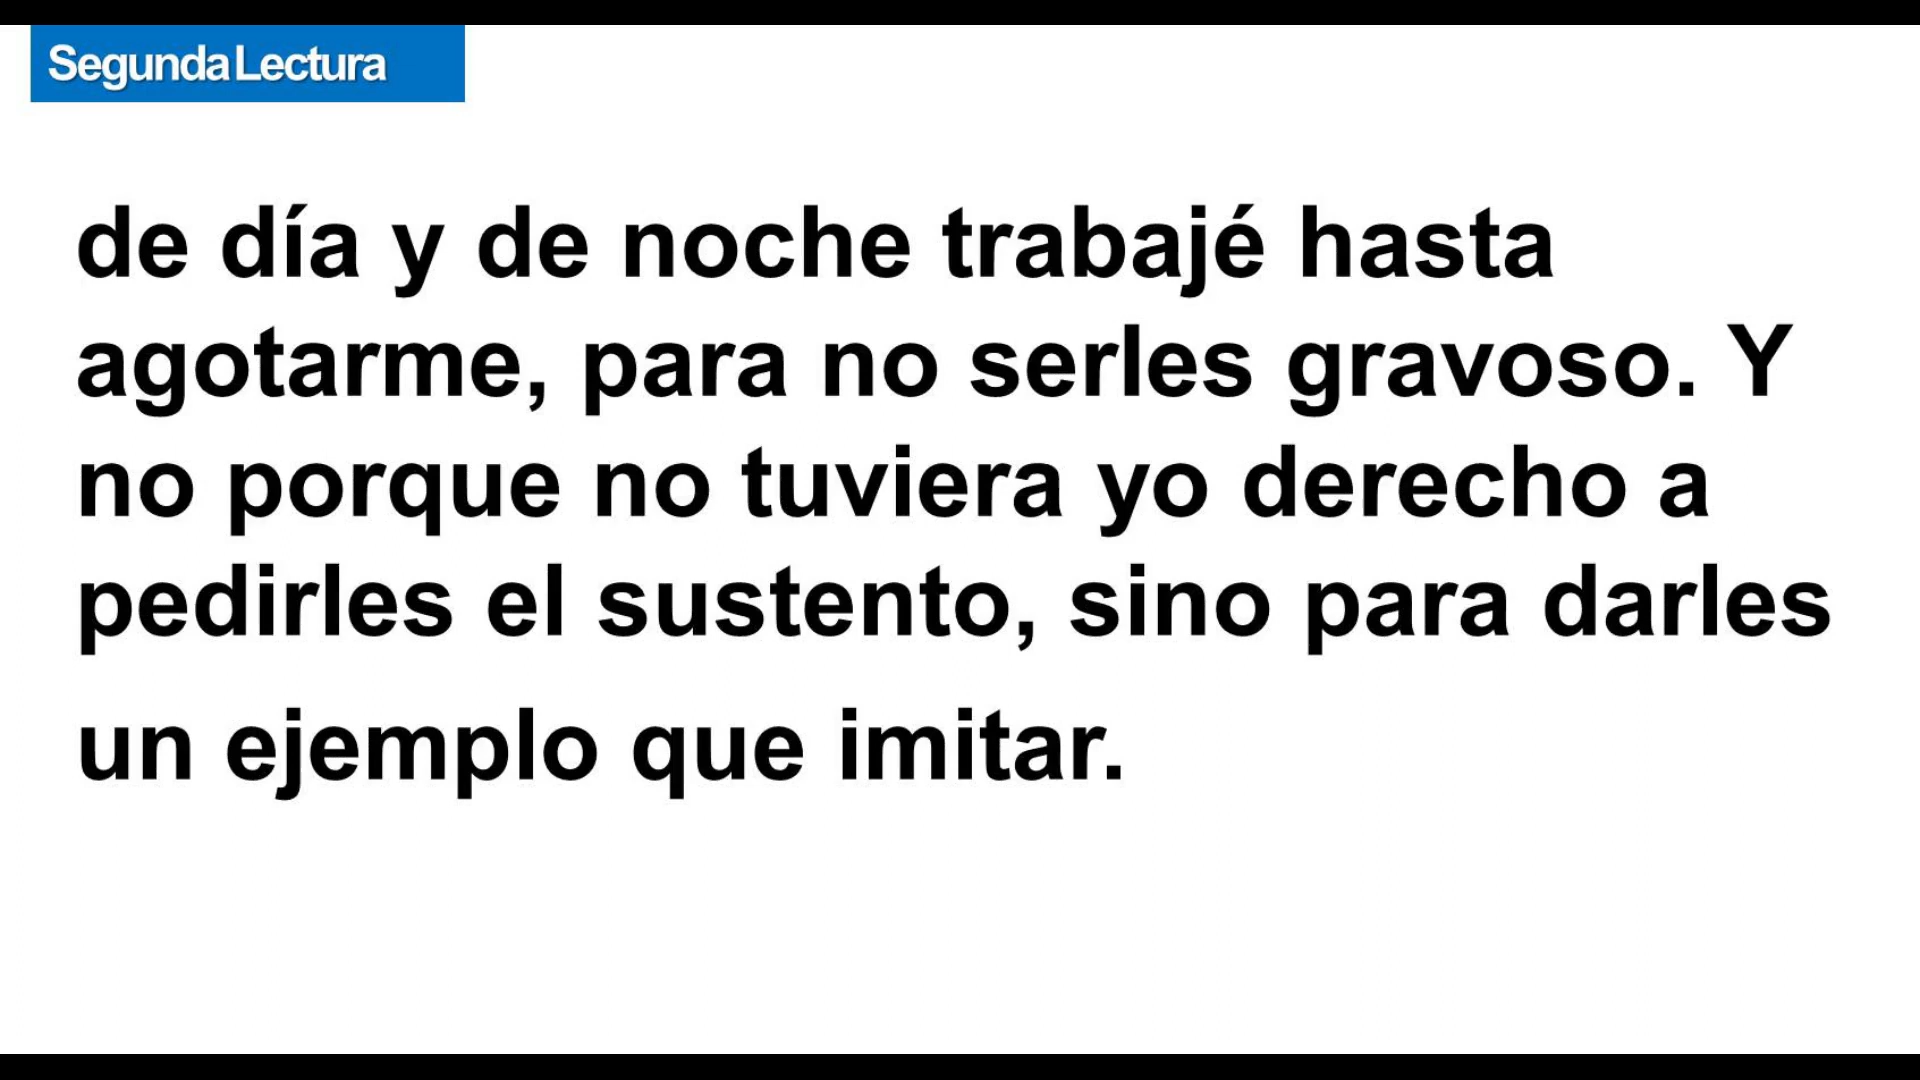 Segunda Lectura
de día y de noche trabajé hasta
agotarme, para no serles gravoso. Y
no porque no tuviera yo derecho a
pedirles el sustento, sino para darles
un ejemplo que imitar.